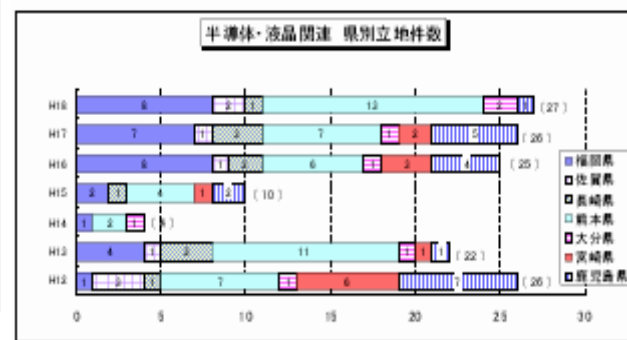 半導体・液晶関連 県別立地件数
H18 8 2 1 13 2 1 (27)
H17 7 1 3 7 1 2 5 (26)
H16 8 1 2 6 1 3 4 (25)
H15 2 1 4 1 2 (10)
H14 1 2 1 (4)
H13 4 1 3 11 1 1 1 (22)
H12 1 3 1 7 1 6 7 (26)
0 5 10 15 20 25 30
福岡県
佐賀県
長崎県
熊本県
大分県
宮崎県
鹿児島県